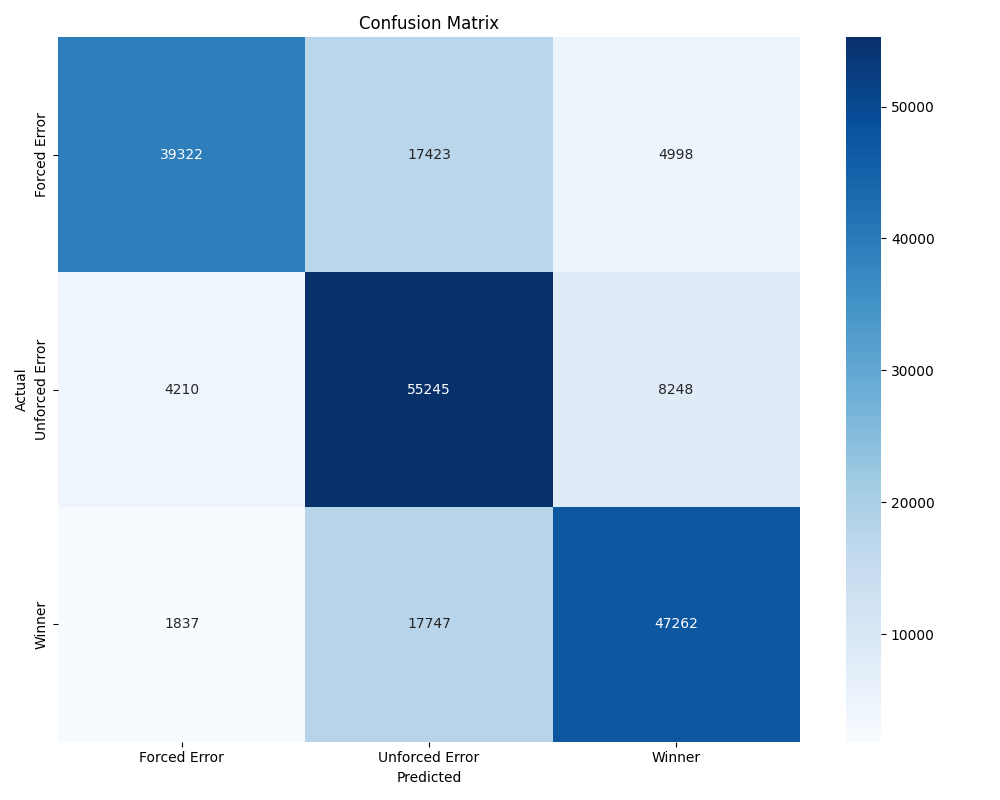 Confusion Matrix
Actual
Forced Error
39322 17423 4998
50000
40000
Unforced Error
4210 55245 8248
30000
20000
Winner
1837 17747 47262
10000
Forced Error Unforced Error Winner
Predicted